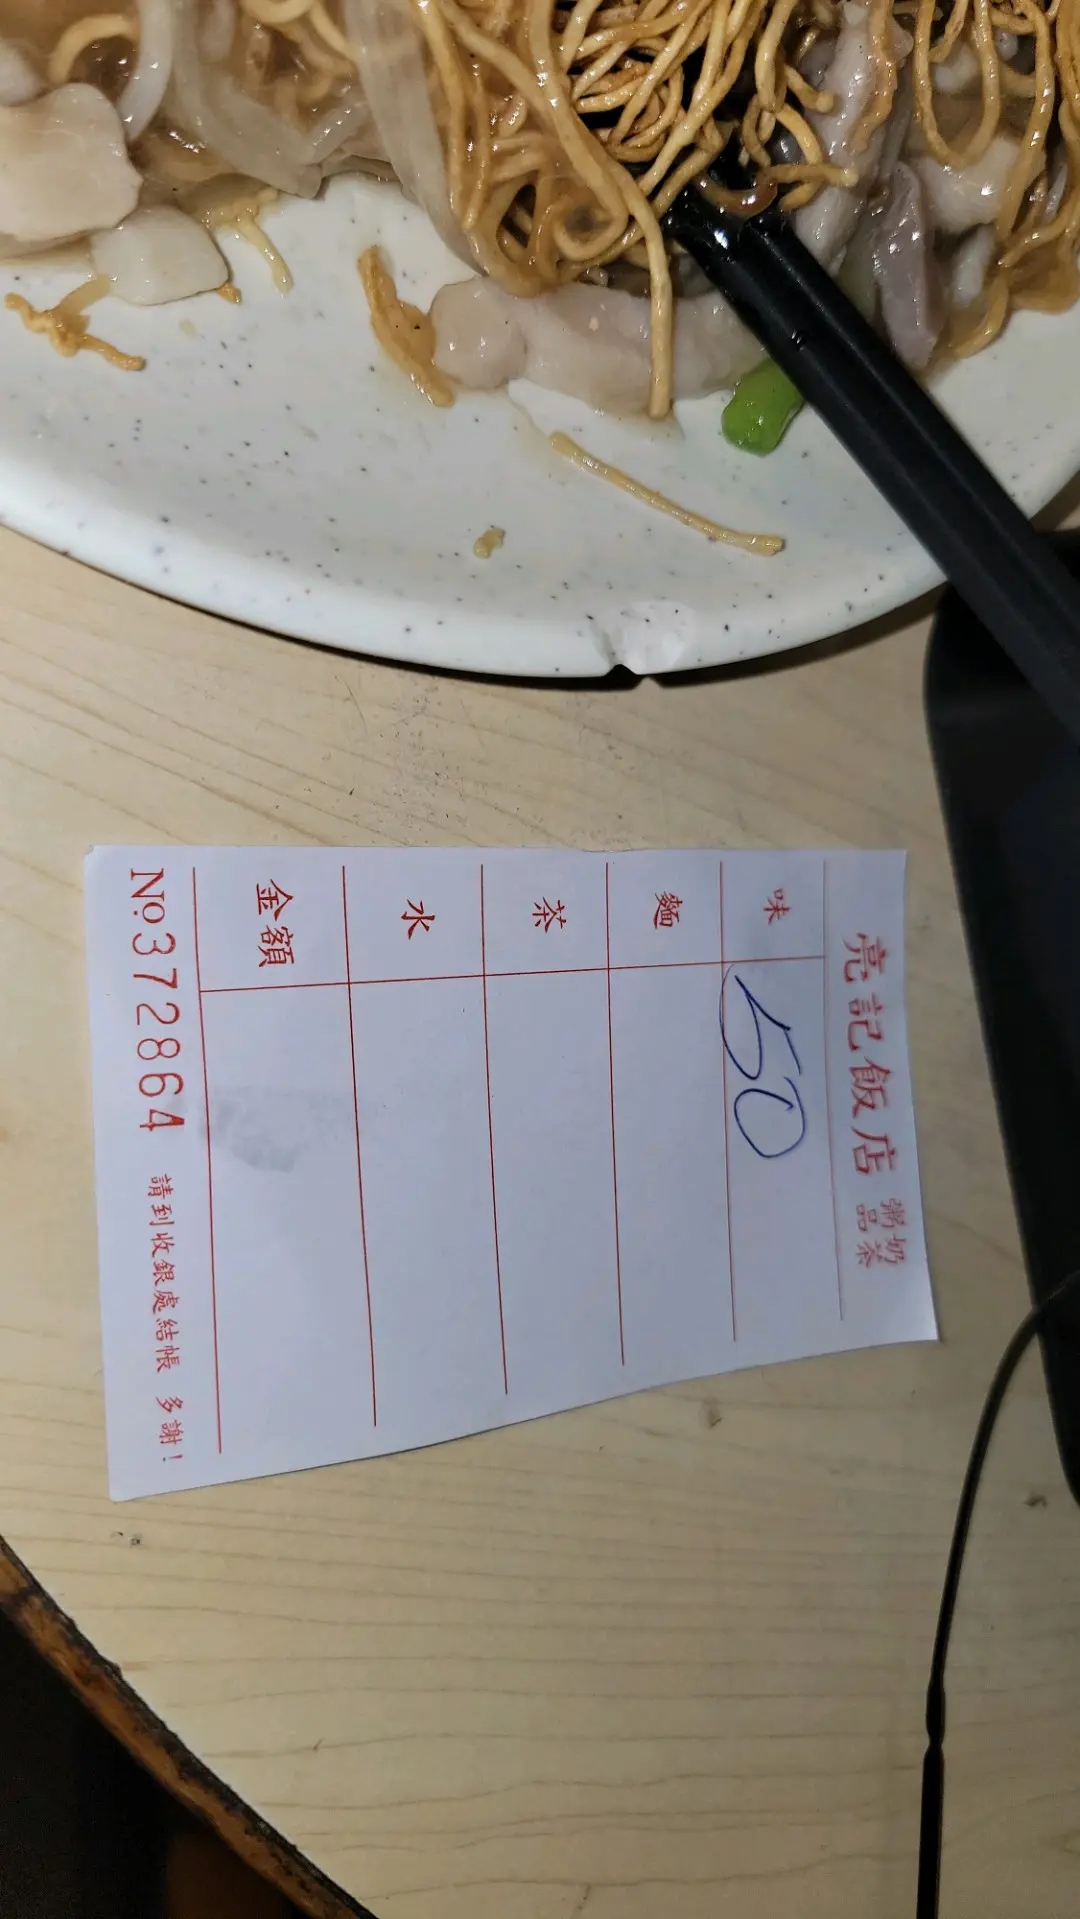 亮記飯店 奶茶
粥品
味 50
麵
茶
水
金額
№372864 請到收銀處結帳 多謝!